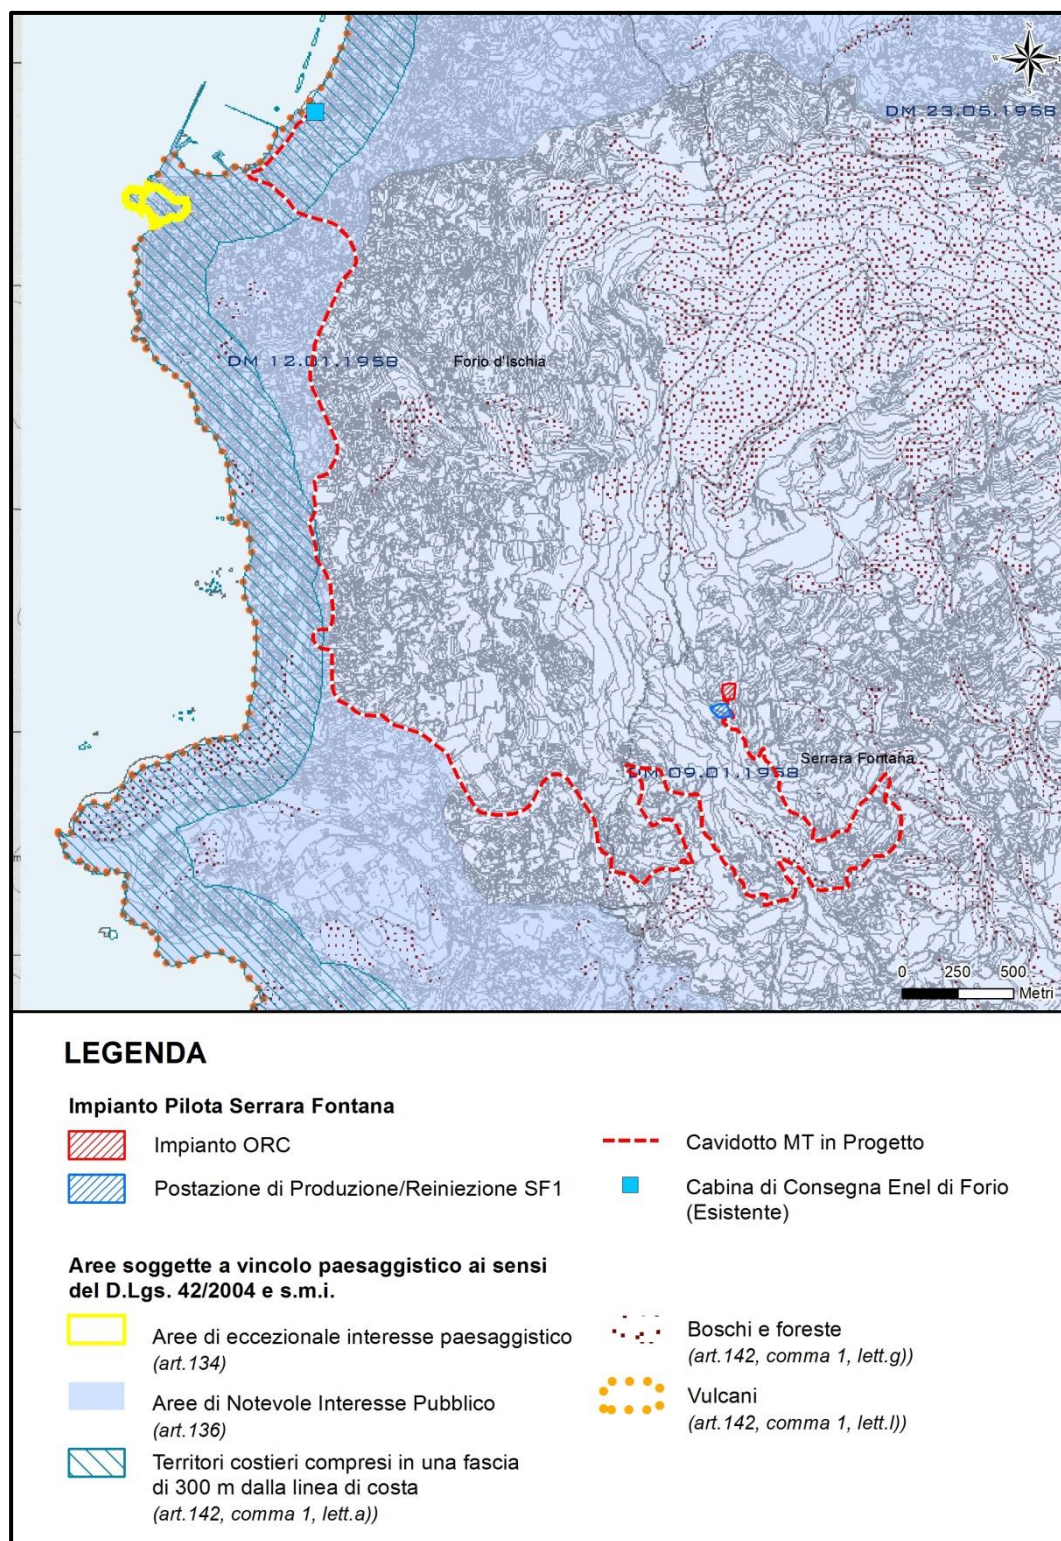 N
W
E
S
DM 23.05.1958
DM 12.01.1958
Forio d'Ischia
DM 09.01.1958
Serrara Fontana
0 250 500
Metri
LEGENDA
Impianto Pilota Serrara Fontana
Impianto ORC
Postazione di Produzione/Reiniezione SF1
Cavidotto MT in Progetto
Cabina di Consegna Enel di Forio
(Esistente)
Aree soggette a vincolo paesaggistico ai sensi
del D.Lgs. 42/2004 e s.m.i.
Aree di eccezionale interesse paesaggistico
(art.134)
Aree di Notevole Interesse Pubblico
(art.136)
Territori costieri compresi in una fascia
di 300 m dalla linea di costa
(art.142, comma 1, lett.a))
Boschi e foreste
(art.142, comma 1, lett.g))
Vulcani
(art.142, comma 1, lett.l))